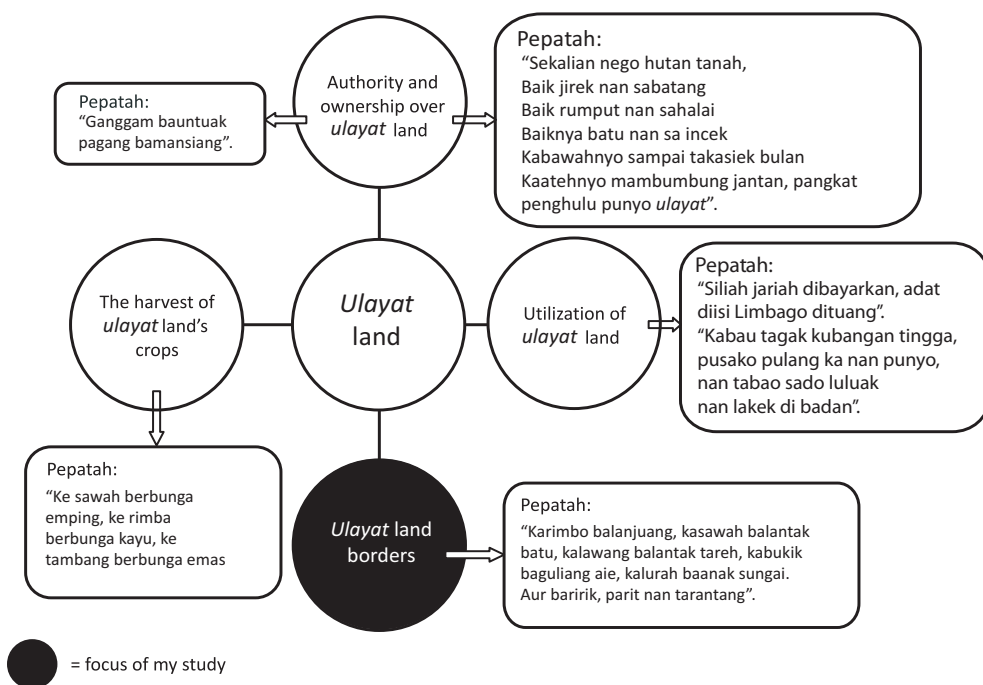 Authority and
ownership over
ulayat land
Pepatah:
“Ganggam bauntuak
pagang bamansiang”.
Pepatah:
“Sekalian nego hutan tanah,
Baik jirek nan sabatang
Baik rumput nan sahalai
Baiknya batu nan sa incek
Kabawahnyo sampai takasiek bulan
Kaatehnyo mambumbung jantan, pangkat
penghulu punyo ulayat”.
The harvest of
ulayat land’s
crops
Ulayat
land
Utilization of
ulayat land
Pepatah:
“Siliah jariah dibayarkan, adat
diisi Limbago dituang”.
“Kabau tagak kubangan tingga,
pusako pulang ka nan punyo,
nan tabao sado luluak
nan lakek di badan”.
Pepatah:
“Ke sawah berbunga
emping, ke rimba
berbunga kayu, ke
tambang berbunga emas
Ulayat land
borders
Pepatah:
“Karimbo balanjuang, kasawah balantak
batu, kalawang balantak tareh, kabukik
baguliang aie, kalurah baanak sungai.
Aur baririk, parit nan tarantang”.
= focus of my study